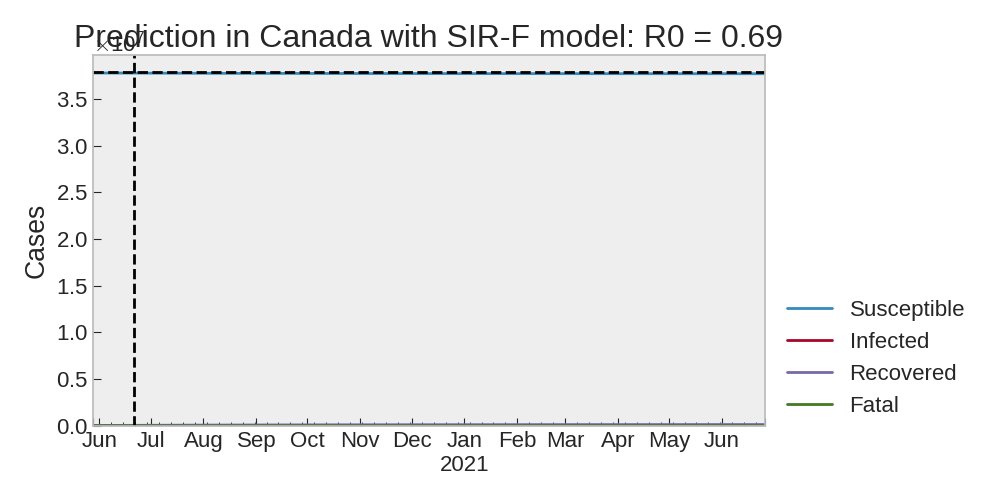 Prediction in Canada with SIR-F model: R0 = 0.69
×10⁷
3.5
3.0
2.5
2.0
1.5
1.0
0.5
0.0
Cases
Jun Jul Aug Sep Oct Nov Dec Jan Feb Mar Apr May Jun
2021
Susceptible
Infected
Recovered
Fatal